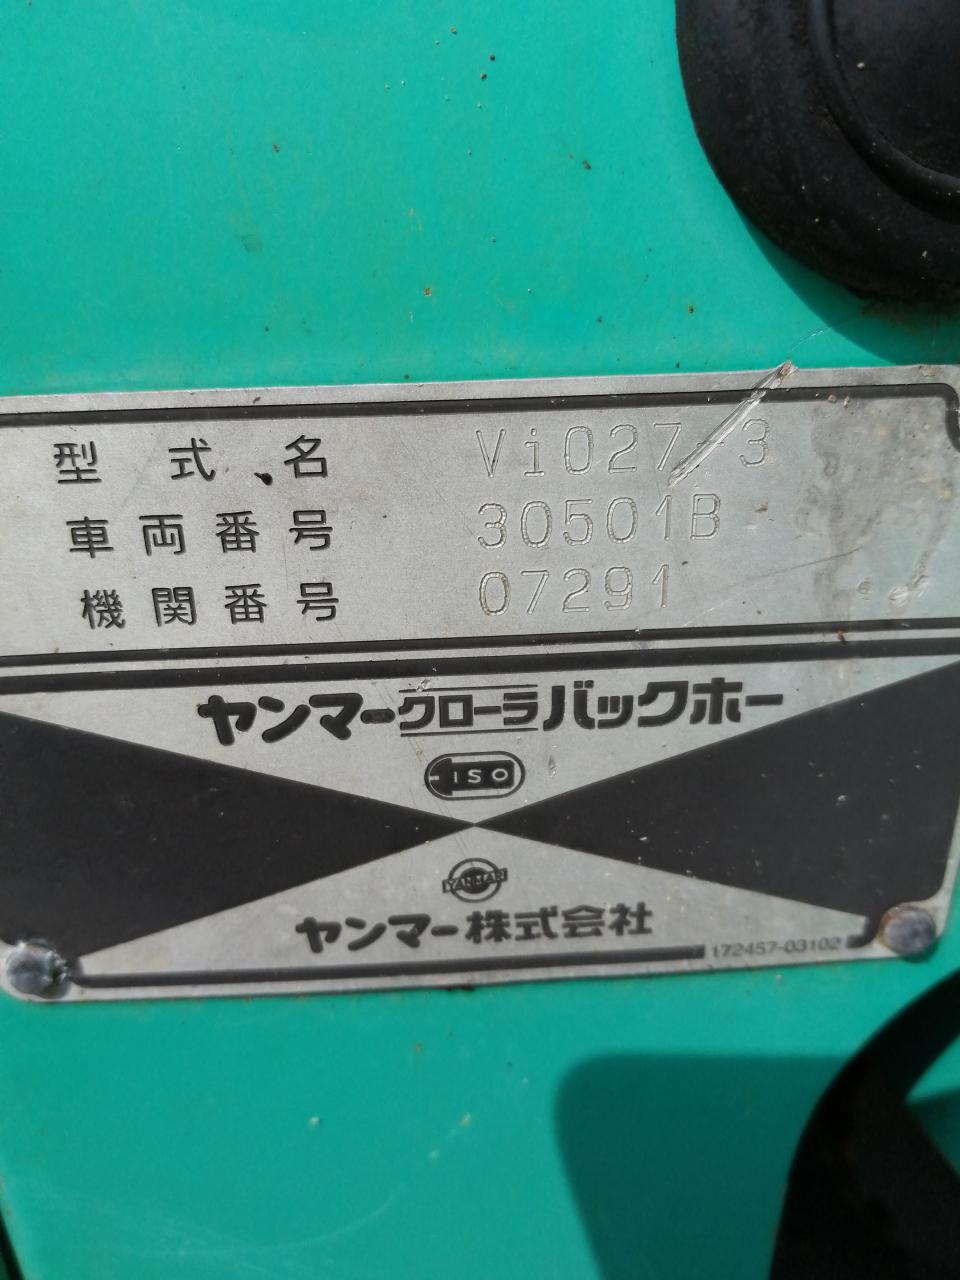 型式名 Vi027-3
車両番号 30501B
機関番号 07291
ヤンマークローラバックホー
ISO
YANMAR
ヤンマー株式会社
172457-03102